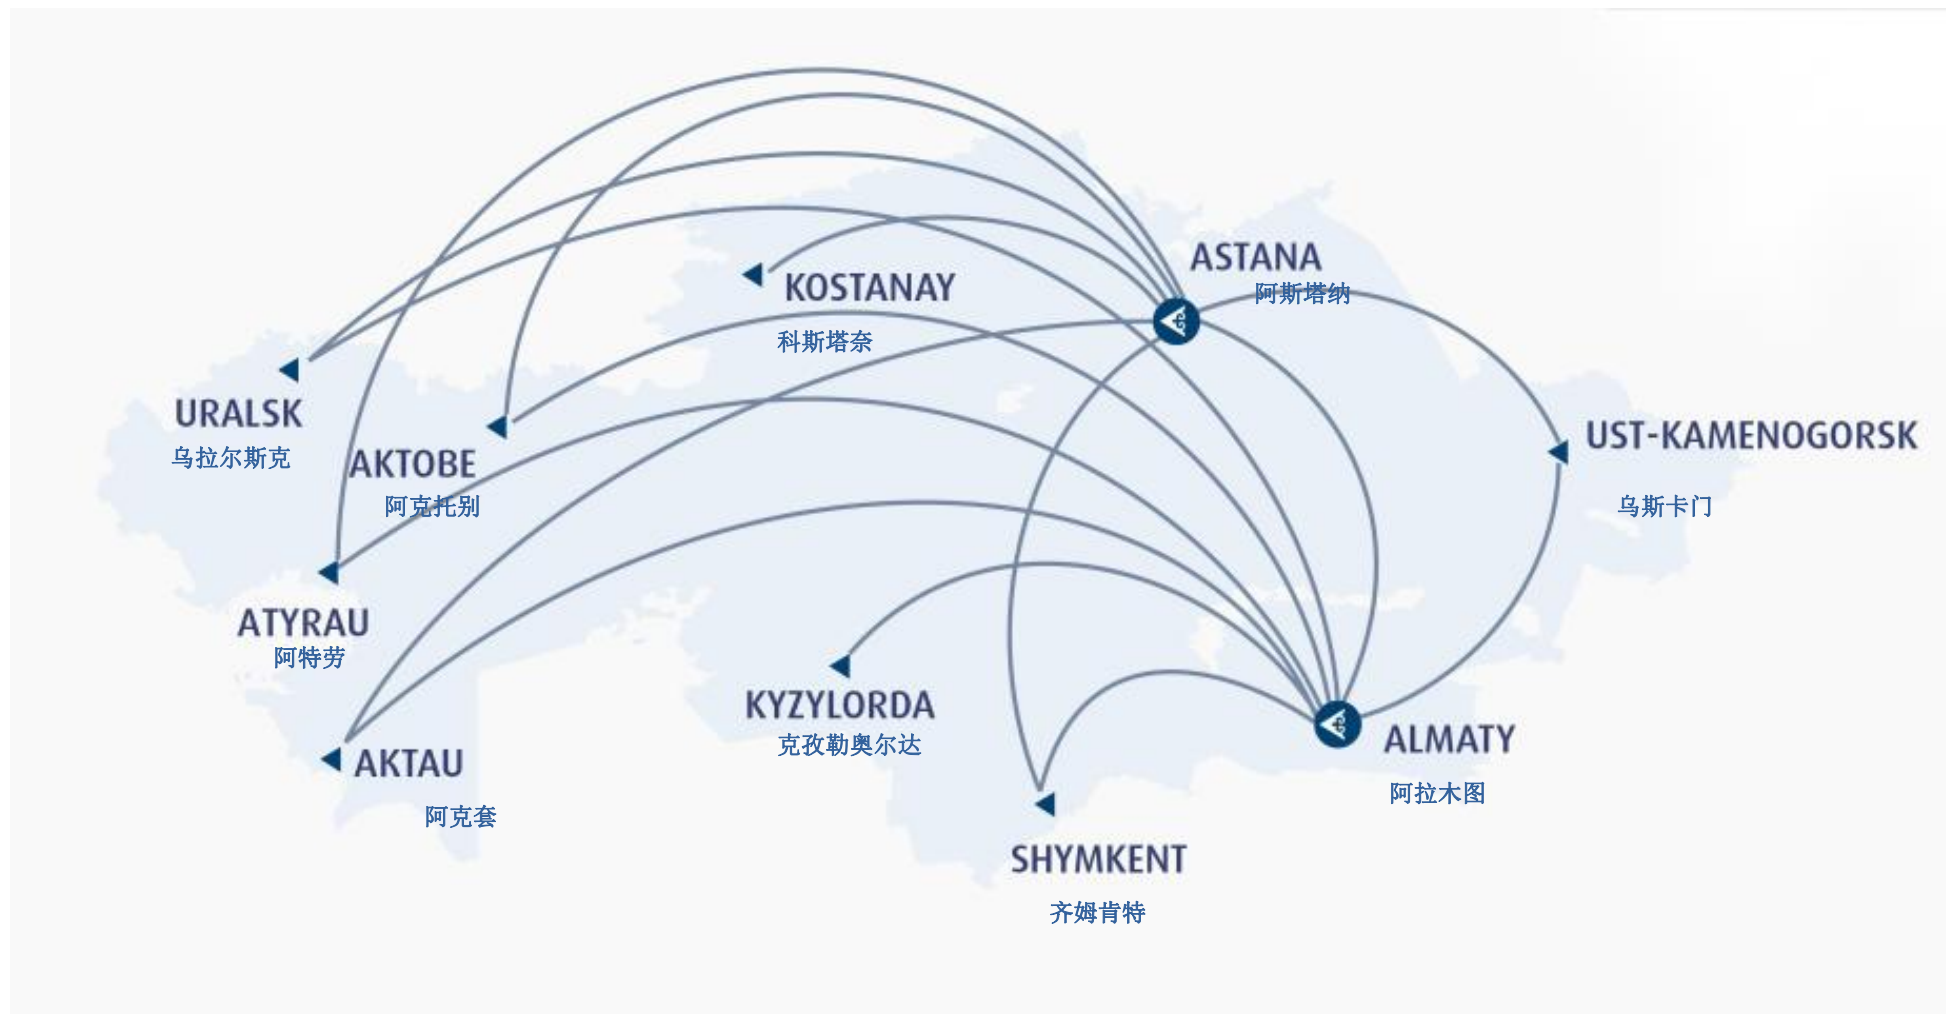 ASTANA
阿斯塔纳
KOSTANAY
科斯塔奈
URALSK
乌拉尔斯克
AKTOBE
阿克托别
UST-KAMENOGORSK
乌斯卡门
ATYRAU
阿特劳
KYZYLORDA
克孜勒奥尔达
AKTAU
阿克套
ALMATY
阿拉木图
SHYMKENT
齐姆肯特